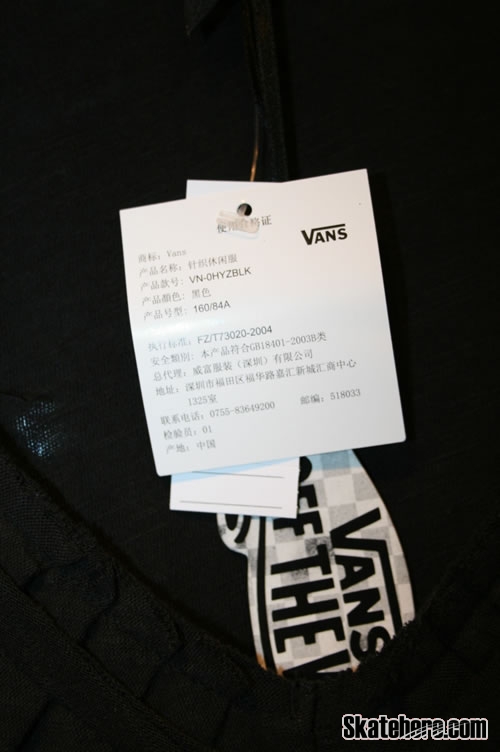 使用合格证
VANS
商标: Vans
产品名称: 针织休闲服
产品款号: VN-0HYZBLK
产品顏色: 黑色
产品号型: 160/84A
执行标准: FZ/T73020-2004
安全类别: 本产品符合GB18401-2003B类
总代理: 威富服装（深圳）有限公司
地址: 深圳市福田区福华路嘉汇新城汇商中心
1325室
联系电话: 0755-83649200 邮编: 518033
检验员: 01
产地: 中国
VANS
OFF THE W
Skatehere.com